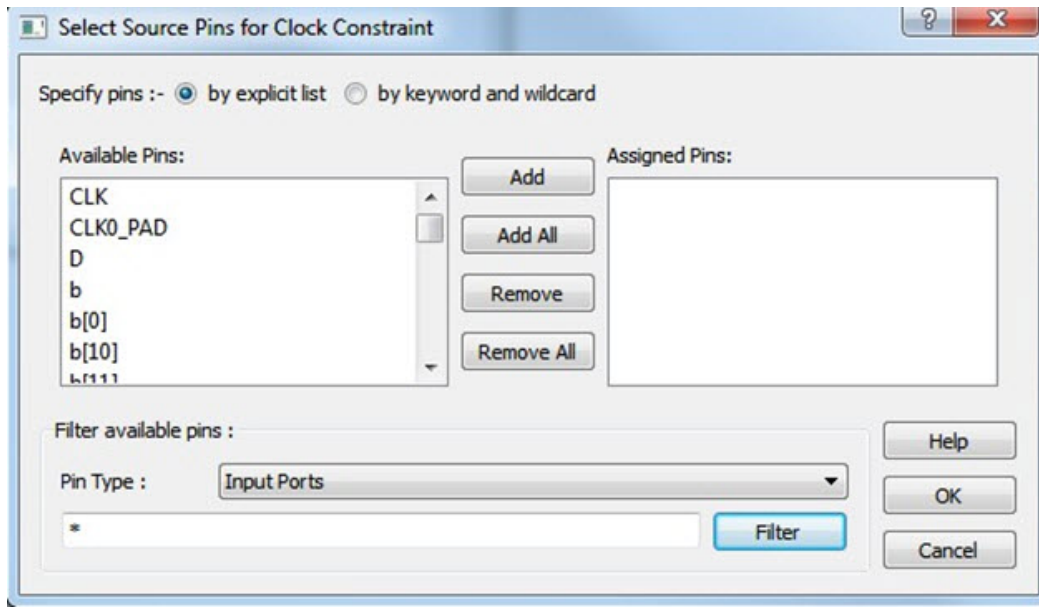 Select Source Pins for Clock Constraint
Specify pins :- by explicit list by keyword and wildcard
Available Pins:
CLK
CLK0_PAD
D
b
b[0]
b[10]
b[11]
Add
Add All
Remove
Remove All
Assigned Pins:
Filter available pins :
Pin Type : Input Ports
*
Filter
Help
OK
Cancel